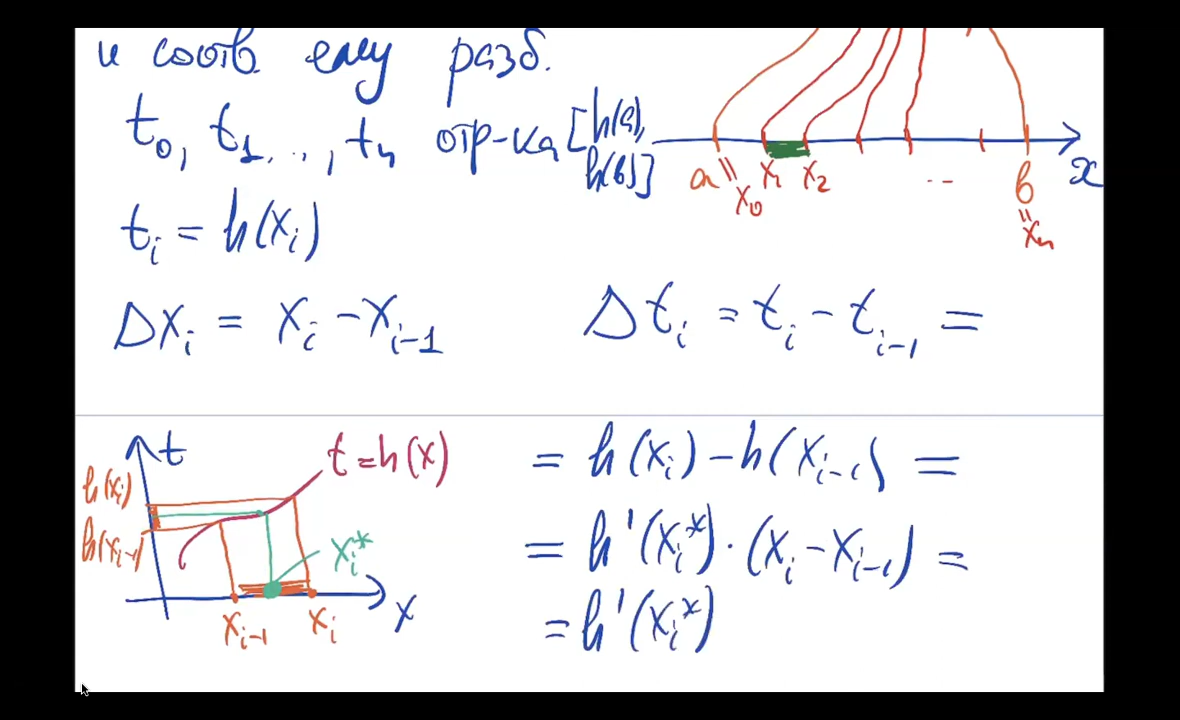 и соотв. ему разб.
t₀, t₁, ..., tₙ отр-ка [h(a), h(b)]
a = x₀ x₁ x₂ ... b = xₙ x
tᵢ = h(xᵢ)
Δxᵢ = xᵢ - xᵢ₋₁
Δtᵢ = tᵢ - tᵢ₋₁ =
t
t = h(x)
h(xᵢ)
h(xᵢ₋₁)
xᵢ*
xᵢ₋₁ xᵢ x
= h(xᵢ) - h(xᵢ₋₁) =
= h'(xᵢ*) · (xᵢ - xᵢ₋₁) =
= h'(xᵢ*)